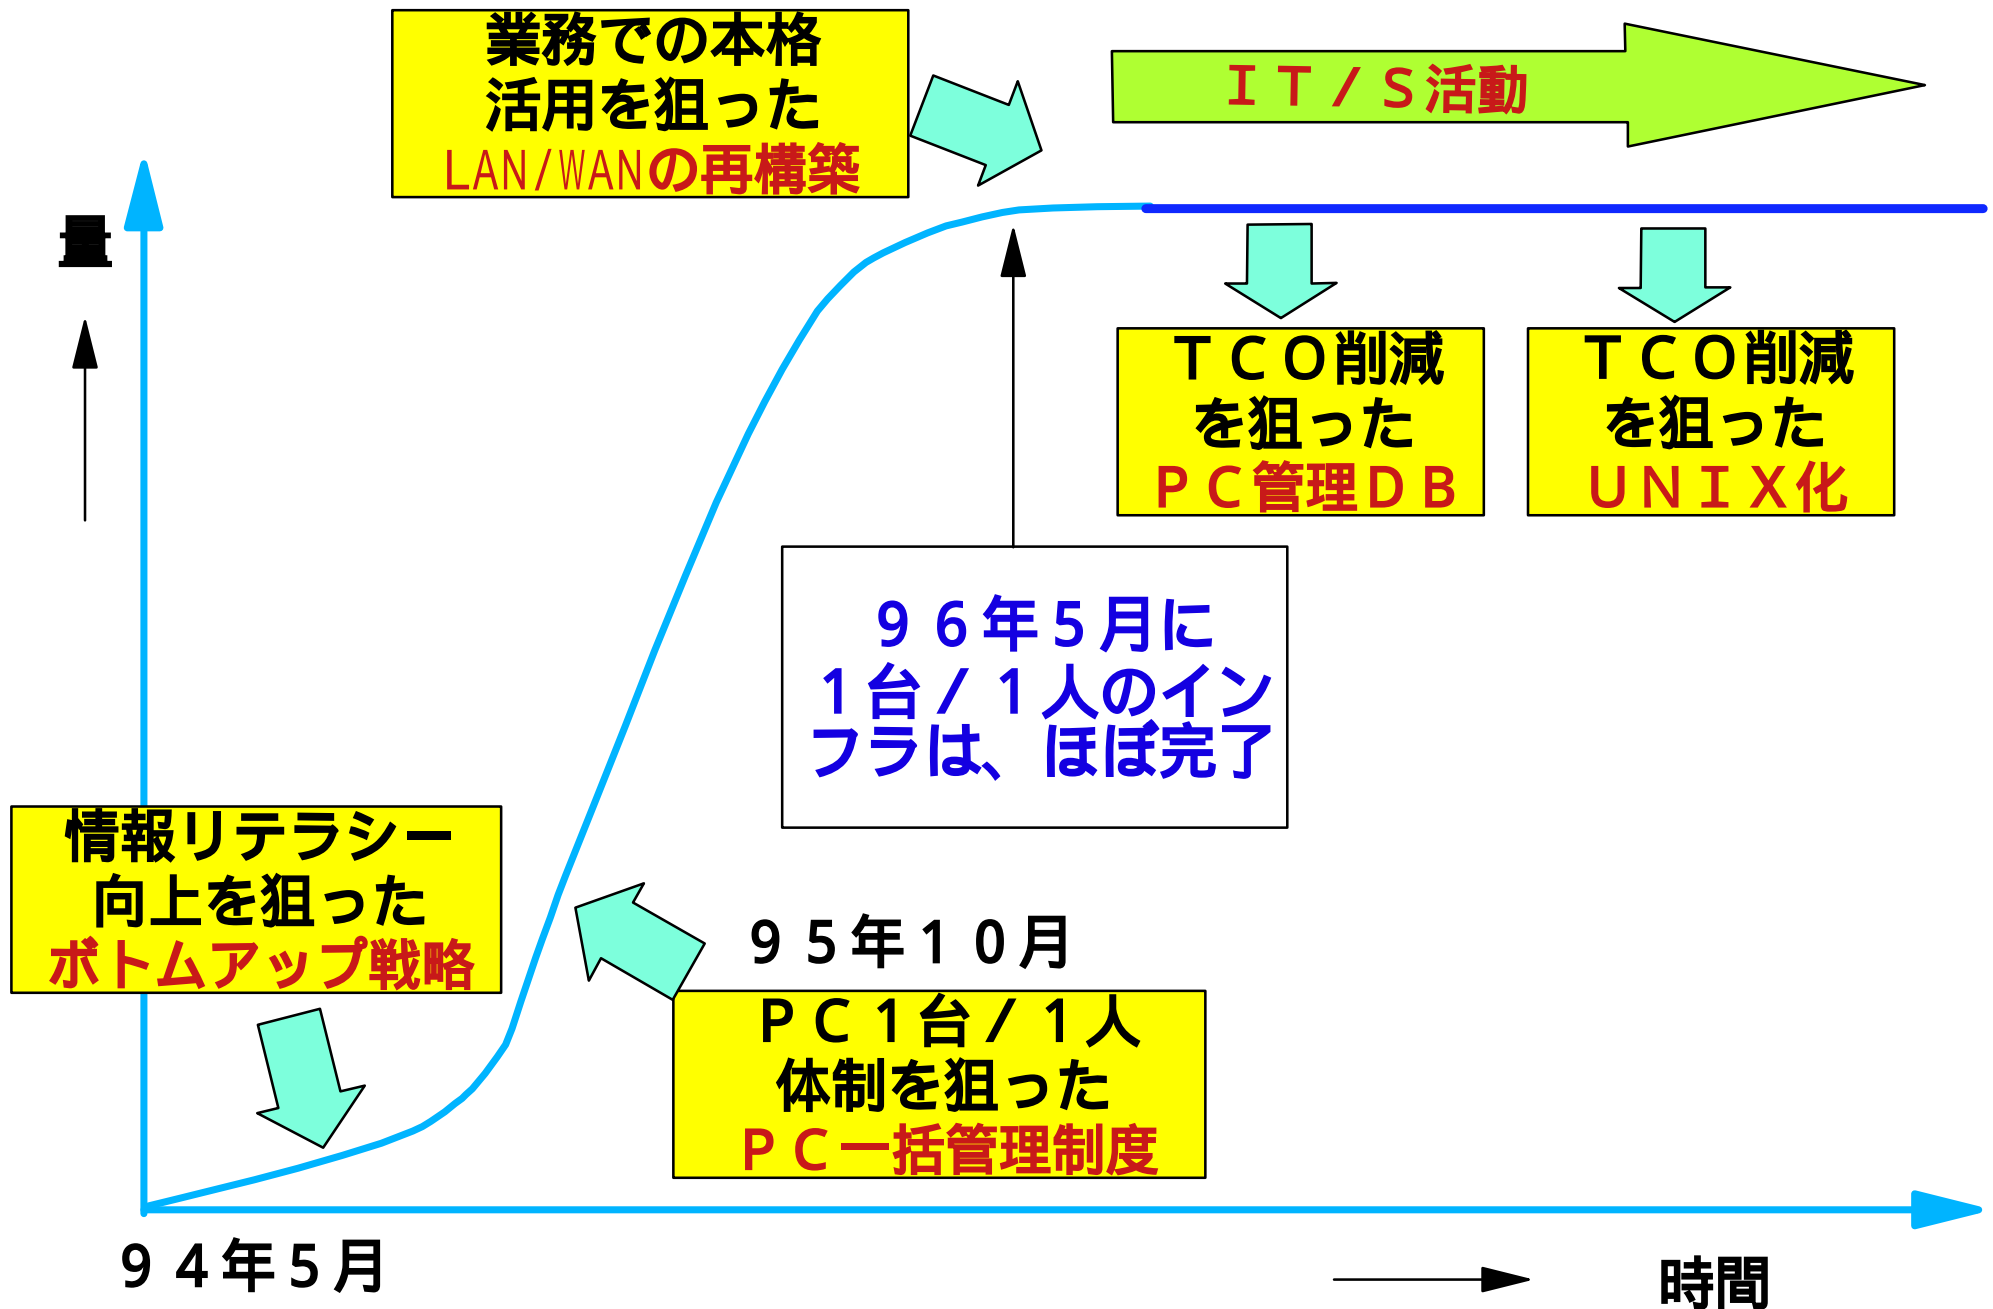 業務での本格
活用を狙った
LAN/WANの再構築
ＩＴ／Ｓ活動
量
ＴＣＯ削減
を狙った
ＰＣ管理ＤＢ
ＴＣＯ削減
を狙った
ＵＮＩＸ化
９６年５月に
１台／１人のイン
フラは、ほぼ完了
情報リテラシー
向上を狙った
ボトムアップ戦略
９５年１０月
ＰＣ１台／１人
体制を狙った
ＰＣ一括管理制度
９４年５月
時間